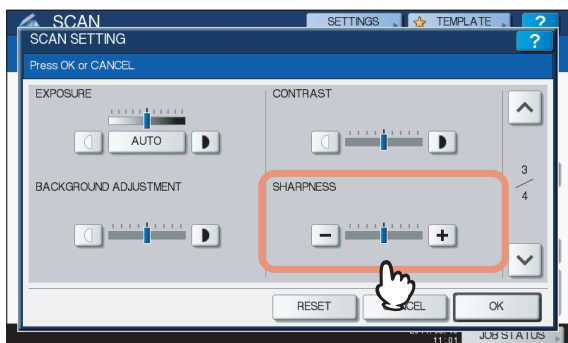 SCAN
SETTINGS
TEMPLATE
?
SCAN SETTING
?
Press OK or CANCEL.
EXPOSURE
CONTRAST
AUTO
3
4
BACKGROUND ADJUSTMENT
SHARPNESS
RESET
OK
11:01
JOB STATUS